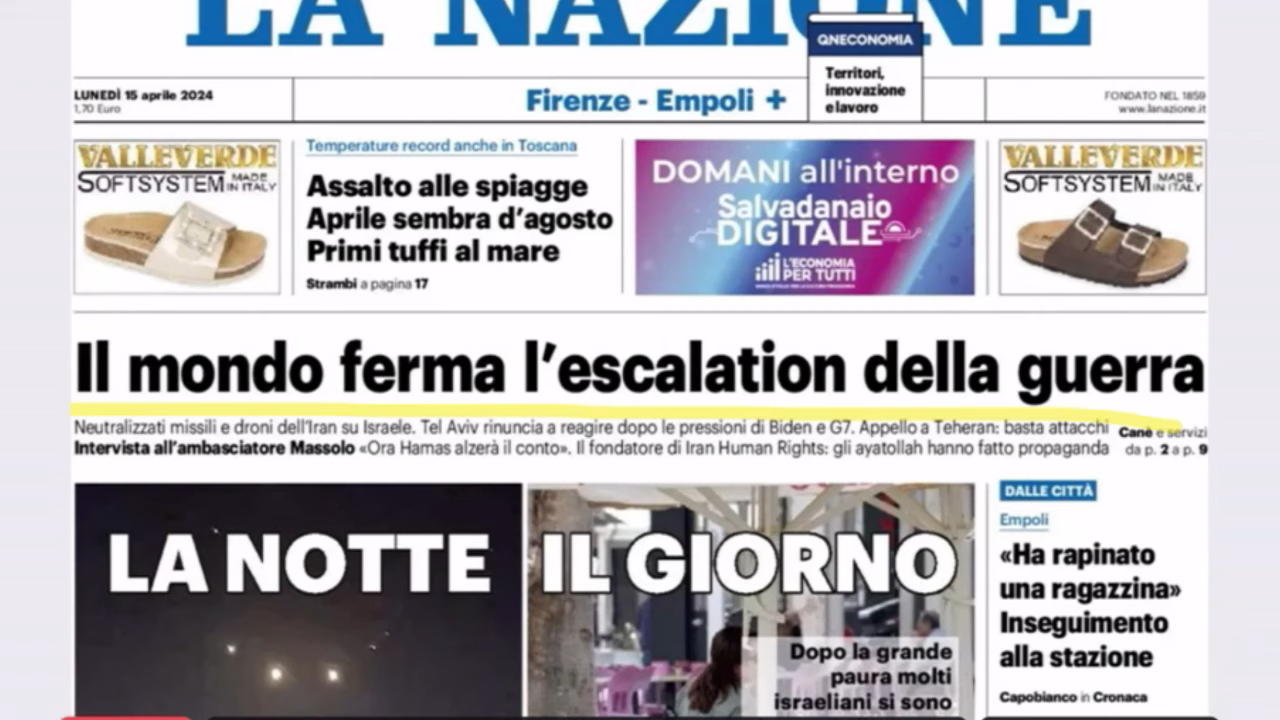 LA NAZIONE
QNECONOMIA
Territori,
innovazione
e lavoro
LUNEDÌ 15 aprile 2024
1,70 Euro
Firenze - Empoli +
FONDATO NEL 1859
www.lanazione.it
VALLEVERDE
SOFTSYSTEM MADE IN ITALY
Temperature record anche in Toscana
Assalto alle spiagge
Aprile sembra d'agosto
Primi tuffi al mare
Strambi a pagina 17
DOMANI all'interno
Salvadanaio
DIGITALE
L'ECONOMIA
PER TUTTI
VALLEVERDE
SOFTSYSTEM MADE IN ITALY
Il mondo ferma l'escalation della guerra
Neutralizzati missili e droni dell'Iran su Israele. Tel Aviv rinuncia a reagire dopo le pressioni di Biden e G7. Appello a Teheran: basta attacchi
Intervista all'ambasciatore Massolo «Ora Hamas alzerà il conto». Il fondatore di Iran Human Rights: gli ayatollah hanno fatto propaganda
Canè e servizi
da p. 2 a p. 9
LA NOTTE
IL GIORNO
Dopo la grande
paura molti
israeliani si sono
DALLE CITTÀ
Empoli
«Ha rapinato
una ragazzina»
Inseguimento
alla stazione
Capobianco in Cronaca